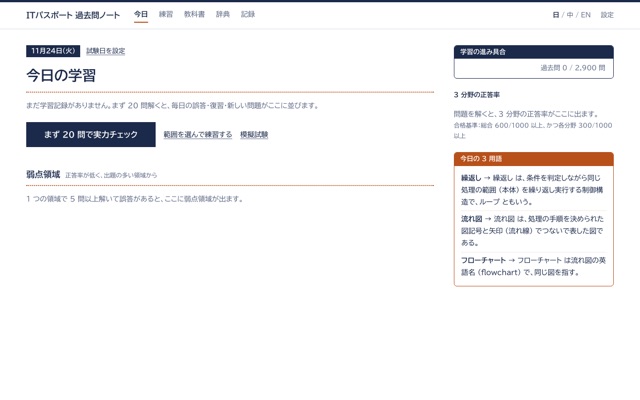 ITパスポート 過去問ノート 今日 練習 教科書 辞典 記録 日 / 中 / EN 設定
11月24日(火) 試験日を設定
今日の学習
まだ学習記録がありません。まず 20 問解くと、毎日の誤答・復習・新しい問題がここに並びます。
まず 20 問で実力チェック 範囲を選んで練習する 模擬試験
弱点領域 正答率が低く、出題の多い領域から
1 つの領域で 5 問以上解いて誤答があると、ここに弱点領域が出ます。
学習の進み具合
過去問 0 / 2,900 問
3 分野の正答率
問題を解くと、3 分野の正答率がここに出ます。
合格基準:総合 600/1000 以上、かつ各分野 300/1000
以上
今日の 3 用語
繰返し → 繰返し は、条件を判定しながら同じ
処理の範囲 (本体) を繰り返し実行する制御構
造で、ループ ともいう。
流れ図 → 流れ図 は、処理の手順を決められた
図記号と矢印 (流れ線) でつないで表した図で
ある。
フローチャート → フローチャート は流れ図の英
語名 (flowchart) で、同じ図を指す。